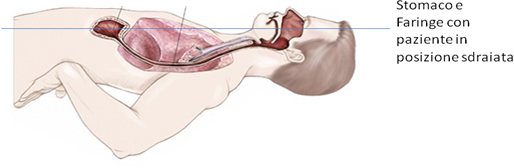 Stomaco e
Faringe con
paziente in
posizione sdraiata